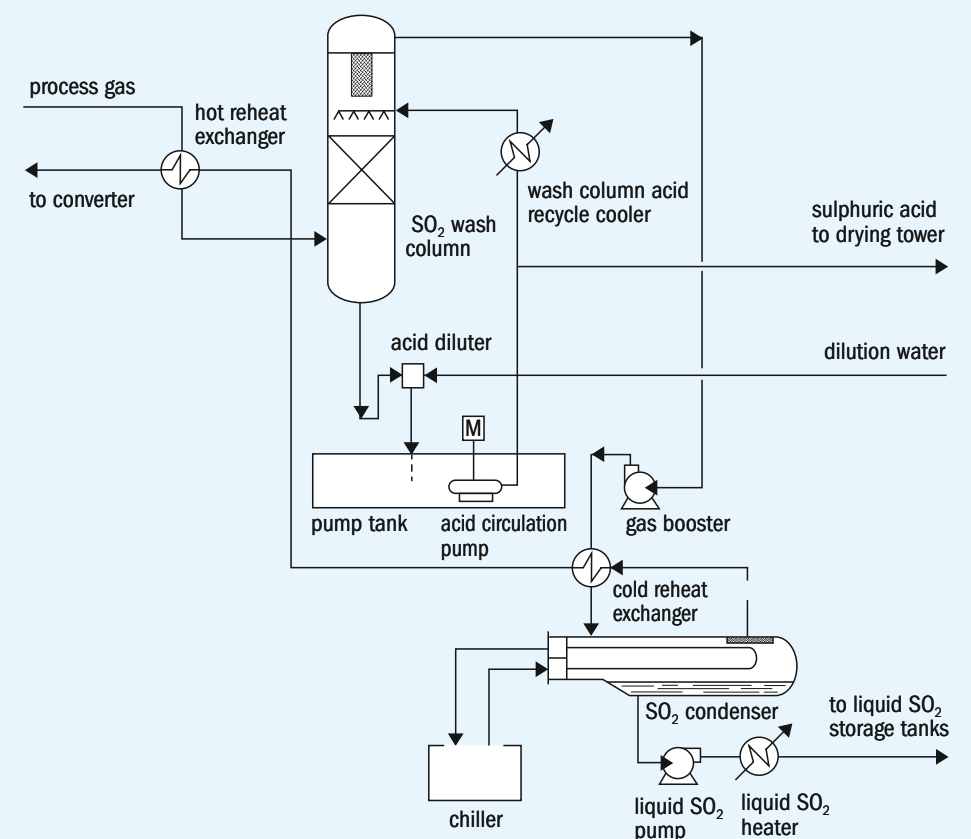 process gas
hot reheat
exchanger
to converter
wash column acid
recycle cooler
SO₂ wash
column
sulphuric acid
to drying tower
acid diluter
dilution water
M
pump tank
acid circulation
pump
gas booster
cold reheat
exchanger
SO₂ condenser
to liquid SO₂
storage tanks
chiller
liquid SO₂
pump
liquid SO₂
heater